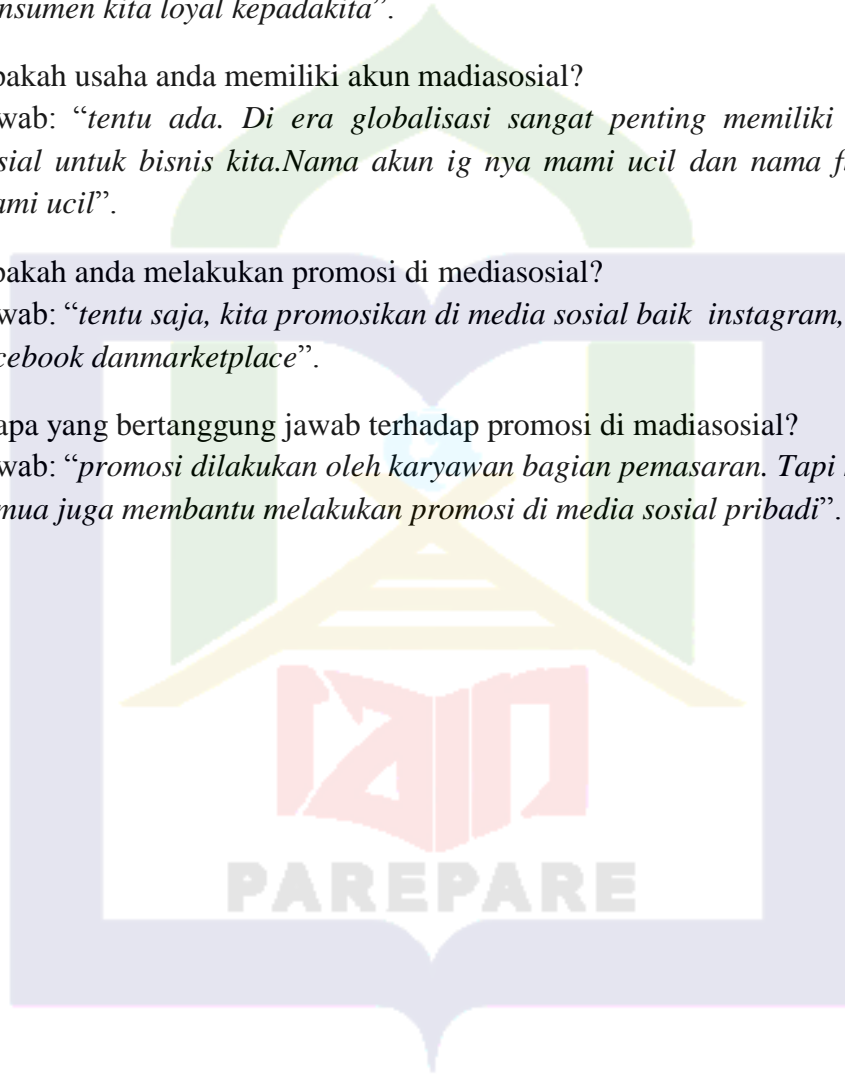 nsumen kita loyal kepadakita”.
pakah usaha anda memiliki akun madiasosial?
wab: “tentu ada. Di era globalisasi sangat penting memiliki
sial untuk bisnis kita.Nama akun ig nya mami ucil dan nama f
ami ucil”.
pakah anda melakukan promosi di mediasosial?
wab: “tentu saja, kita promosikan di media sosial baik instagram,
cebook danmarketplace”.
apa yang bertanggung jawab terhadap promosi di madiasosial?
wab: “promosi dilakukan oleh karyawan bagian pemasaran. Tapi
mua juga membantu melakukan promosi di media sosial pribadi”.
PAREPARE